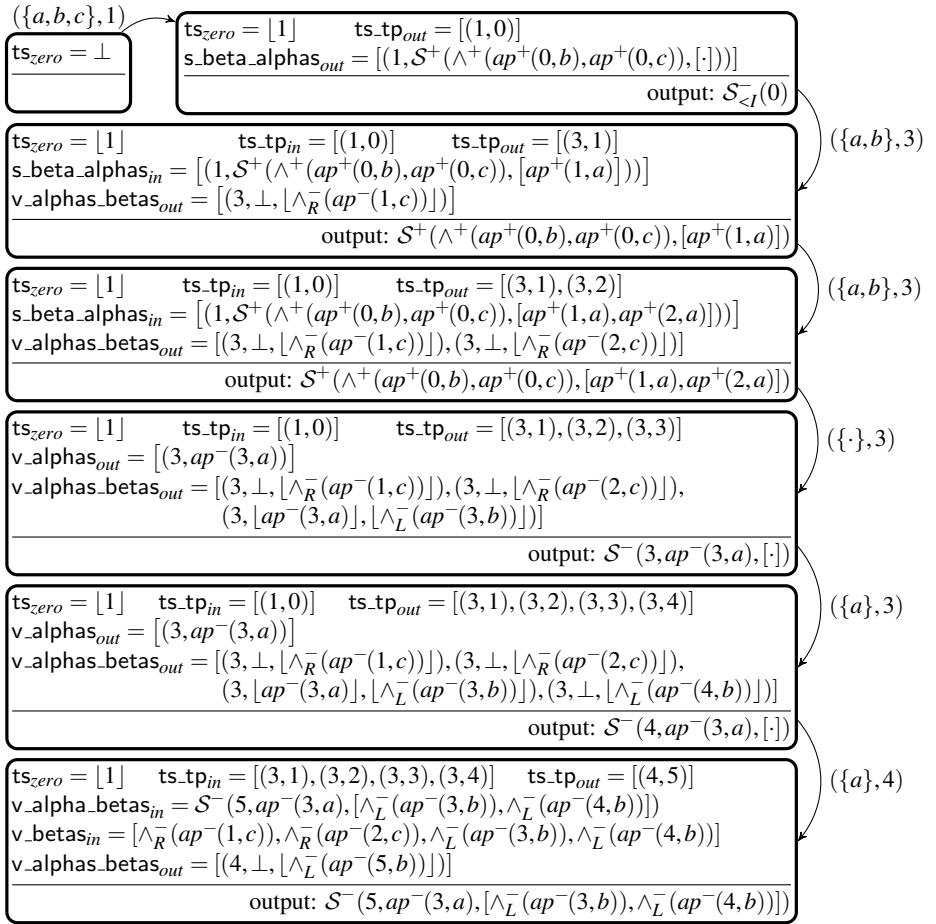 ({a,b,c},1)
ts_zero = ⊥
ts_zero = ⌊1⌋ ts_tp_out = [(1,0)]
s_beta_alphas_out = [(1,𝒮⁺(∧⁺(ap⁺(0,b),ap⁺(0,c)),[·]))]
output: 𝒮⁻_{<I}(0)
({a,b},3)
ts_zero = ⌊1⌋ ts_tp_in = [(1,0)] ts_tp_out = [(3,1)]
s_beta_alphas_in = [(1,𝒮⁺(∧⁺(ap⁺(0,b),ap⁺(0,c)),[ap⁺(1,a)]))]
v_alphas_betas_out = [(3,⊥,⌊∧⁻_R(ap⁻(1,c))⌋)]
output: 𝒮⁺(∧⁺(ap⁺(0,b),ap⁺(0,c)),[ap⁺(1,a)])
({a,b},3)
ts_zero = ⌊1⌋ ts_tp_in = [(1,0)] ts_tp_out = [(3,1),(3,2)]
s_beta_alphas_in = [(1,𝒮⁺(∧⁺(ap⁺(0,b),ap⁺(0,c)),[ap⁺(1,a),ap⁺(2,a)]))]
v_alphas_betas_out = [(3,⊥,⌊∧⁻_R(ap⁻(1,c))⌋),(3,⊥,⌊∧⁻_R(ap⁻(2,c))⌋)]
output: 𝒮⁺(∧⁺(ap⁺(0,b),ap⁺(0,c)),[ap⁺(1,a),ap⁺(2,a)])
({·},3)
ts_zero = ⌊1⌋ ts_tp_in = [(1,0)] ts_tp_out = [(3,1),(3,2),(3,3)]
v_alphas_out = [(3,ap⁻(3,a))]
v_alphas_betas_out = [(3,⊥,⌊∧⁻_R(ap⁻(1,c))⌋),(3,⊥,⌊∧⁻_R(ap⁻(2,c))⌋),
(3,⌊ap⁻(3,a)⌋,⌊∧⁻_L(ap⁻(3,b))⌋)]
output: 𝒮⁻(3,ap⁻(3,a),[·])
({a},3)
ts_zero = ⌊1⌋ ts_tp_in = [(1,0)] ts_tp_out = [(3,1),(3,2),(3,3),(3,4)]
v_alphas_out = [(3,ap⁻(3,a))]
v_alphas_betas_out = [(3,⊥,⌊∧⁻_R(ap⁻(1,c))⌋),(3,⊥,⌊∧⁻_R(ap⁻(2,c))⌋),
(3,⌊ap⁻(3,a)⌋,⌊∧⁻_L(ap⁻(3,b))⌋),(3,⊥,⌊∧⁻_L(ap⁻(4,b))⌋)]
output: 𝒮⁻(4,ap⁻(3,a),[·])
({a},4)
ts_zero = ⌊1⌋ ts_tp_in = [(3,1),(3,2),(3,3),(3,4)] ts_tp_out = [(4,5)]
v_alpha_betas_in = 𝒮⁻(5,ap⁻(3,a),[∧⁻_L(ap⁻(3,b)),∧⁻_L(ap⁻(4,b))])
v_betas_in = [∧⁻_R(ap⁻(1,c)),∧⁻_R(ap⁻(2,c)),∧⁻_L(ap⁻(3,b)),∧⁻_L(ap⁻(4,b))]
v_alphas_betas_out = [(4,⊥,⌊∧⁻_L(ap⁻(5,b))⌋)]
output: 𝒮⁻(5,ap⁻(3,a),[∧⁻_L(ap⁻(3,b)),∧⁻_L(ap⁻(4,b))])